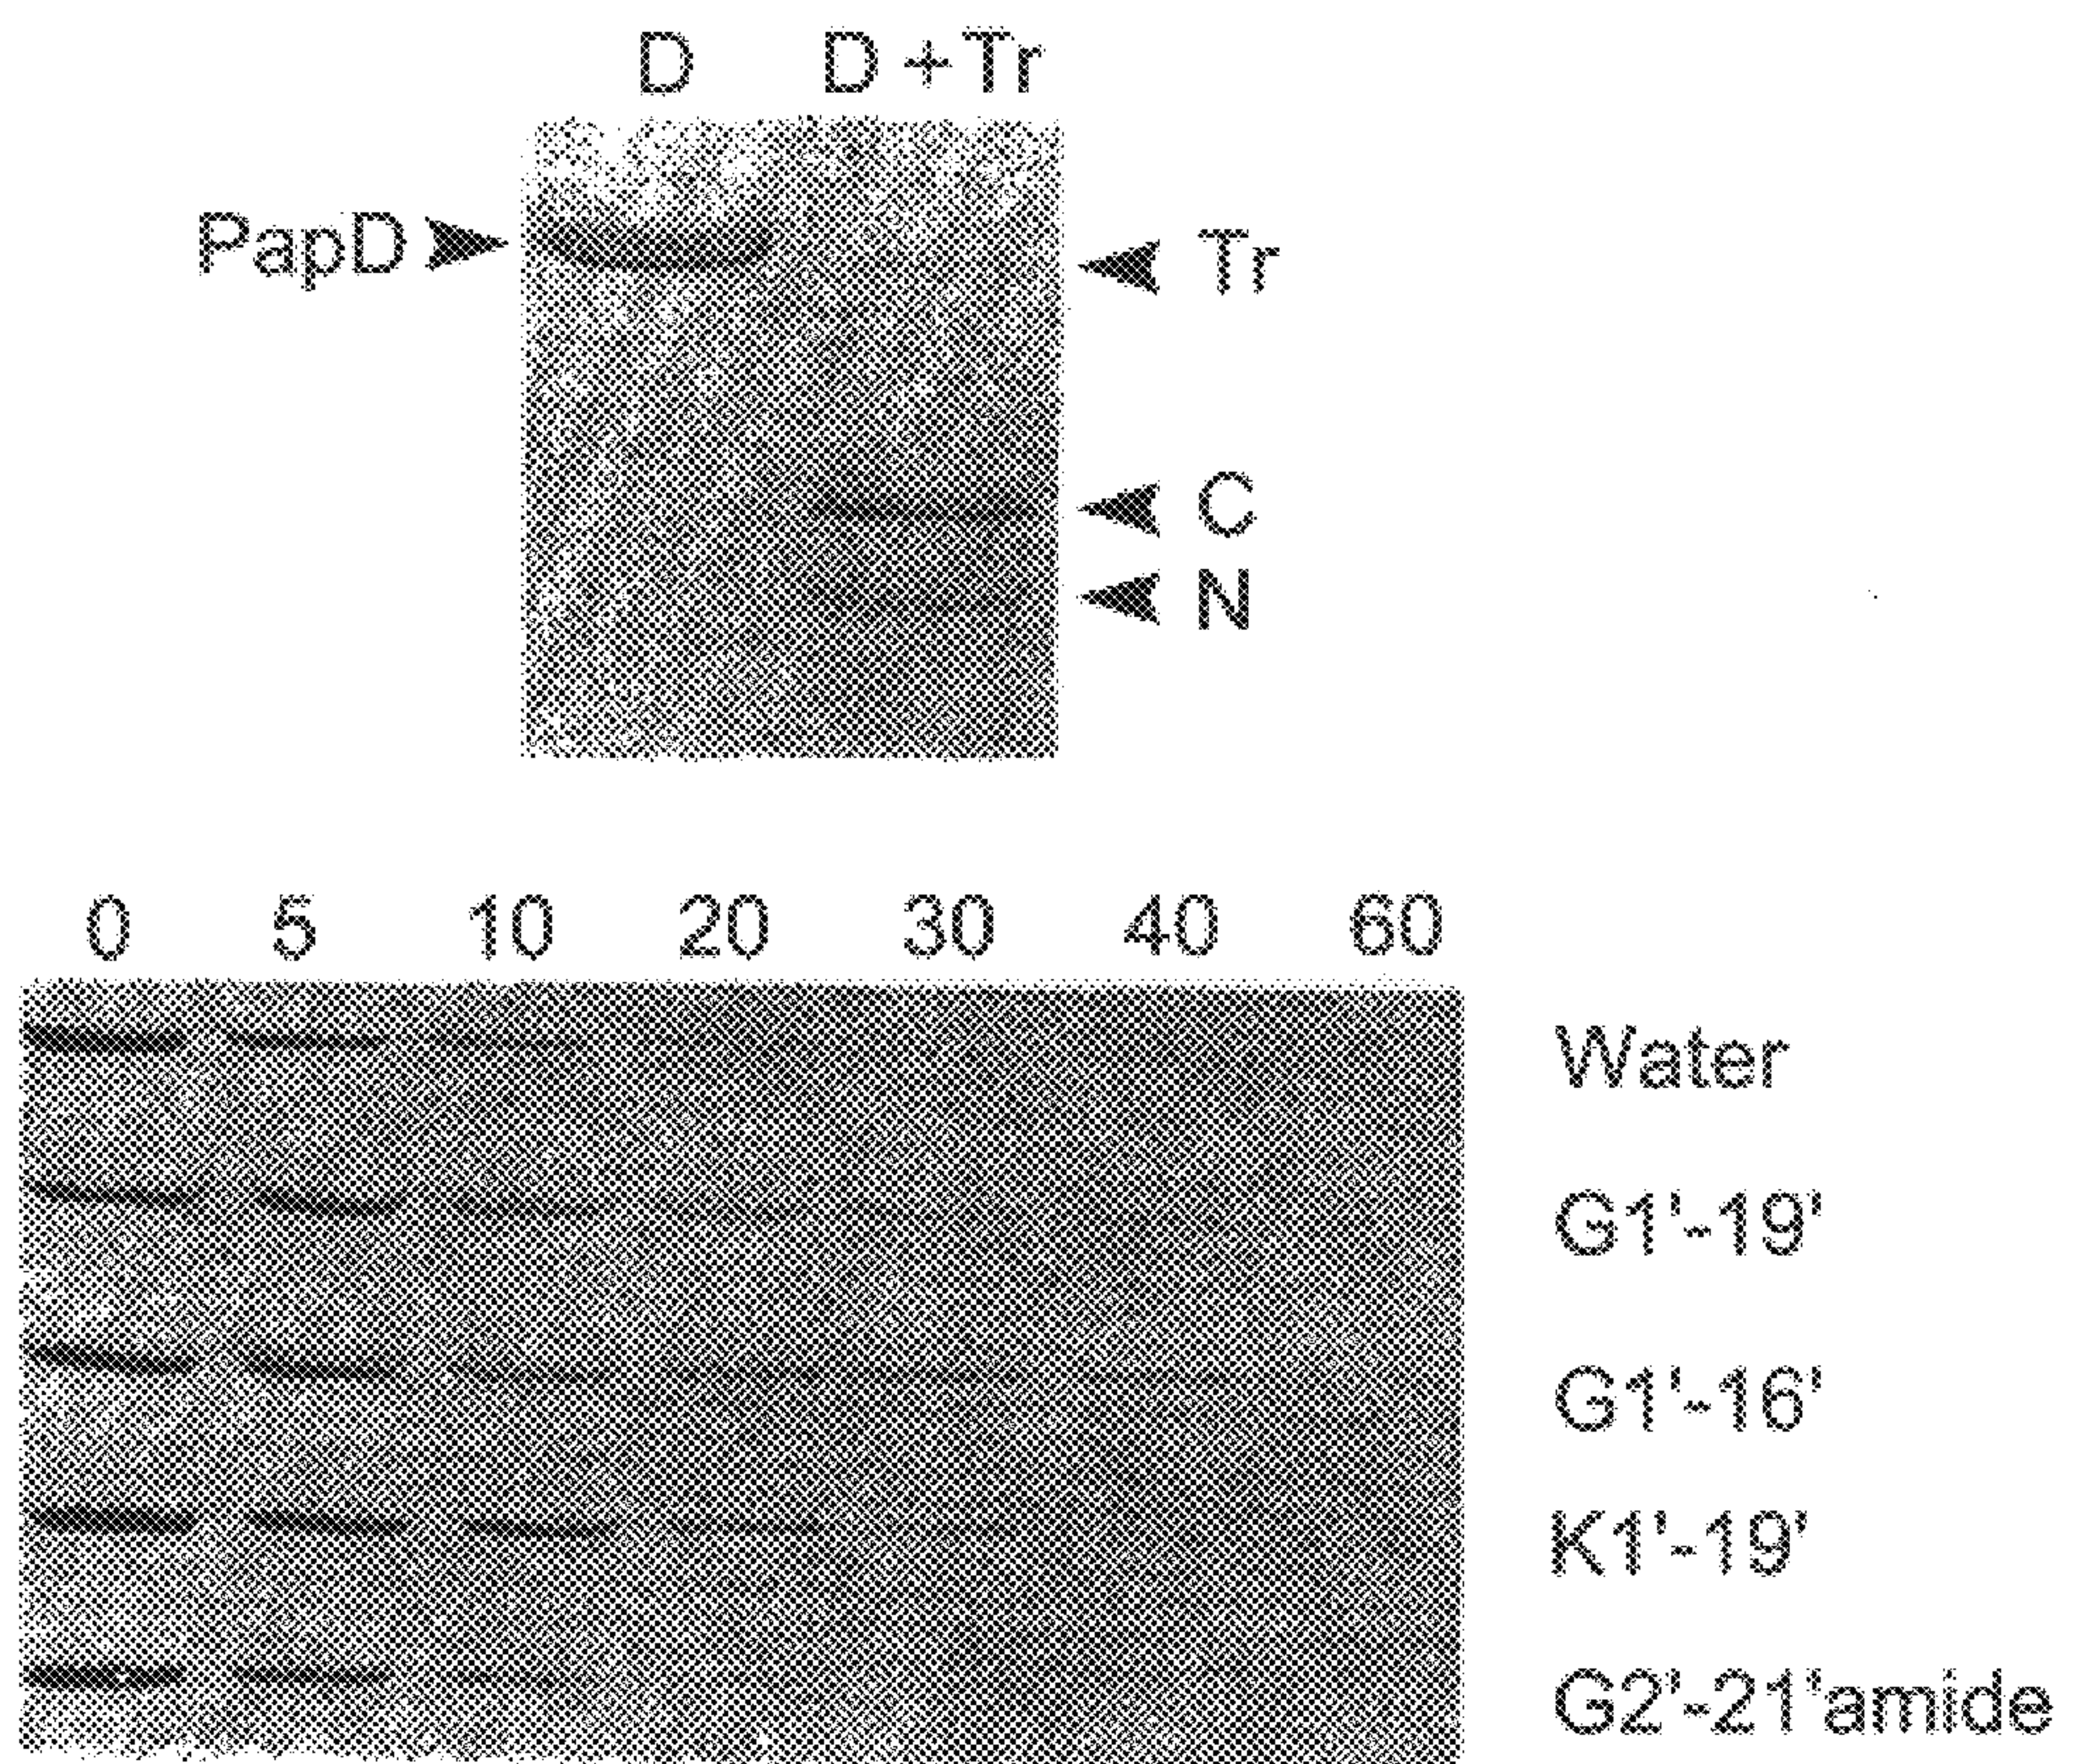 D D + Tr
PapD Tr
C
N
0 5 10 20 30 40 60
Water
G1'-19'
G1'-16'
K1'-19'
G2'-21'amide